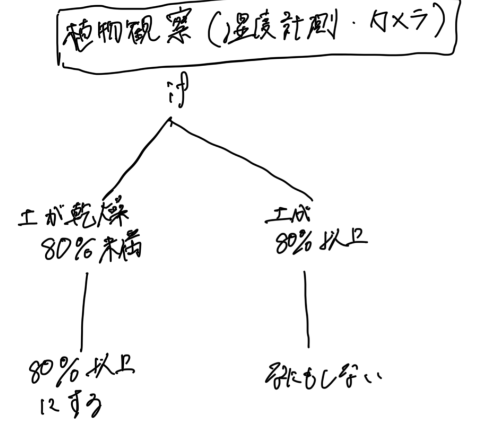 植物観察(湿度計測・カメラ)
if
土が乾燥
80%未満
土が
80%以上
80%以上
にする
なにもしない